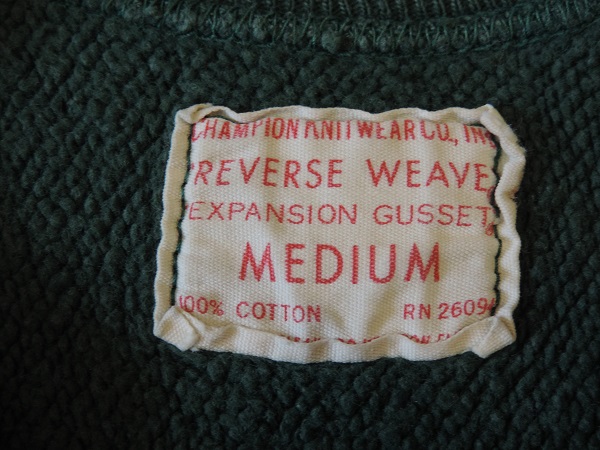 CHAMPION KNITWEAR CO., INC
"REVERSE WEAVE
"EXPANSION GUSSET
MEDIUM
100% COTTON RN 26094